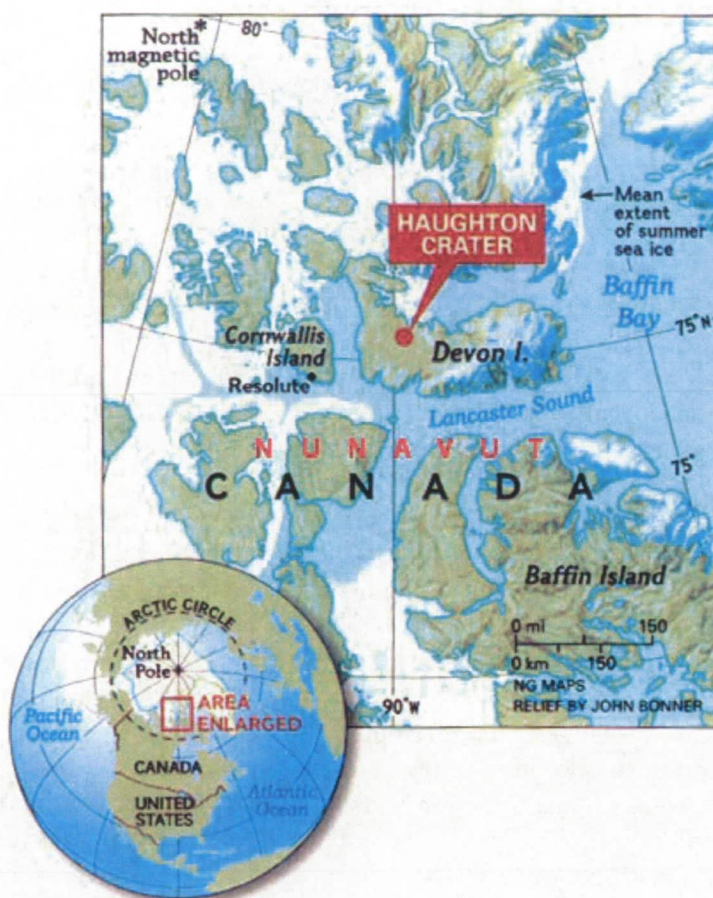 North
magnetic
pole
*
80°
Mean
extent
of summer
sea ice
HAUGHTON
CRATER
Baffin
Bay
75°N
Cornwallis
Island
Resolute
Devon I.
Lancaster Sound
NUNAVUT
CANADA
75°
Baffin Island
0 mi 150
0 km 150
NG MAPS
RELIEF BY JOHN BONNER
90°W
ARCTIC CIRCLE
North
Pole
AREA
ENLARGED
Pacific
Ocean
CANADA
UNITED
STATES
Atlantic
Ocean